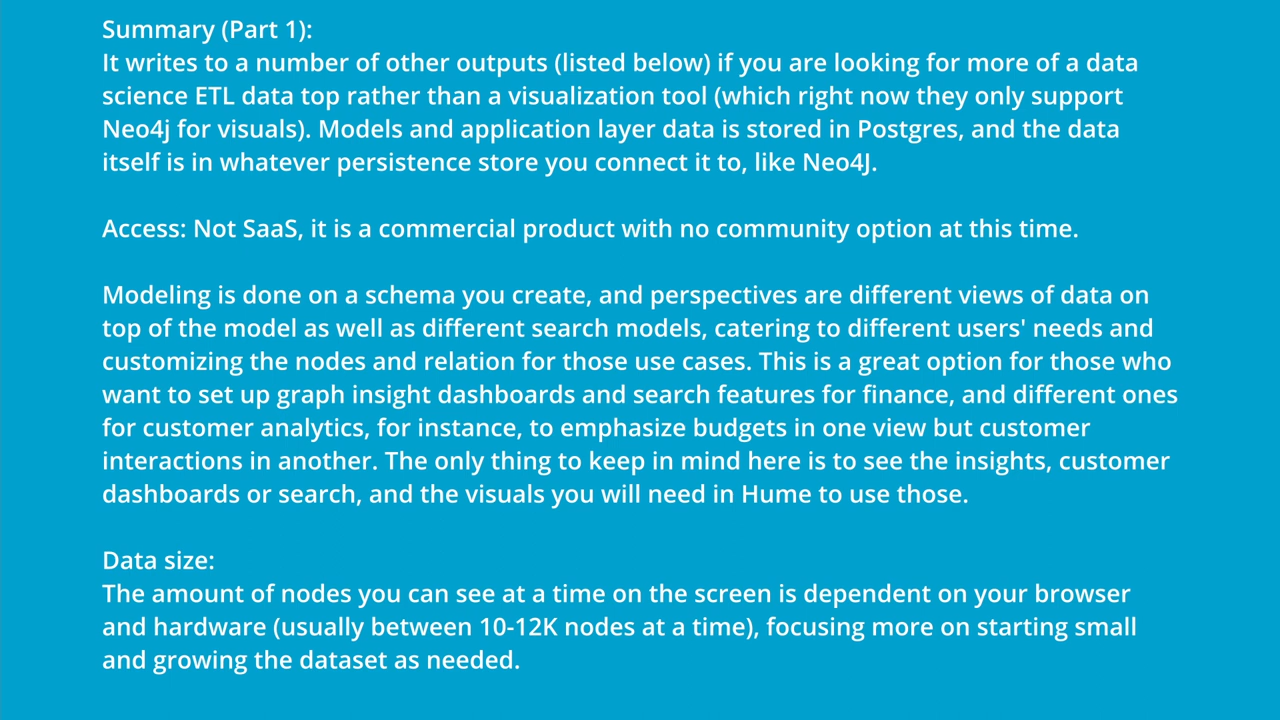 Summary (Part 1):
It writes to a number of other outputs (listed below) if you are looking for more of a data
science ETL data top rather than a visualization tool (which right now they only support
Neo4j for visuals). Models and application layer data is stored in Postgres, and the data
itself is in whatever persistence store you connect it to, like Neo4J.
Access: Not SaaS, it is a commercial product with no community option at this time.
Modeling is done on a schema you create, and perspectives are different views of data on
top of the model as well as different search models, catering to different users' needs and
customizing the nodes and relation for those use cases. This is a great option for those who
want to set up graph insight dashboards and search features for finance, and different ones
for customer analytics, for instance, to emphasize budgets in one view but customer
interactions in another. The only thing to keep in mind here is to see the insights, customer
dashboards or search, and the visuals you will need in Hume to use those.
Data size:
The amount of nodes you can see at a time on the screen is dependent on your browser
and hardware (usually between 10-12K nodes at a time), focusing more on starting small
and growing the dataset as needed.